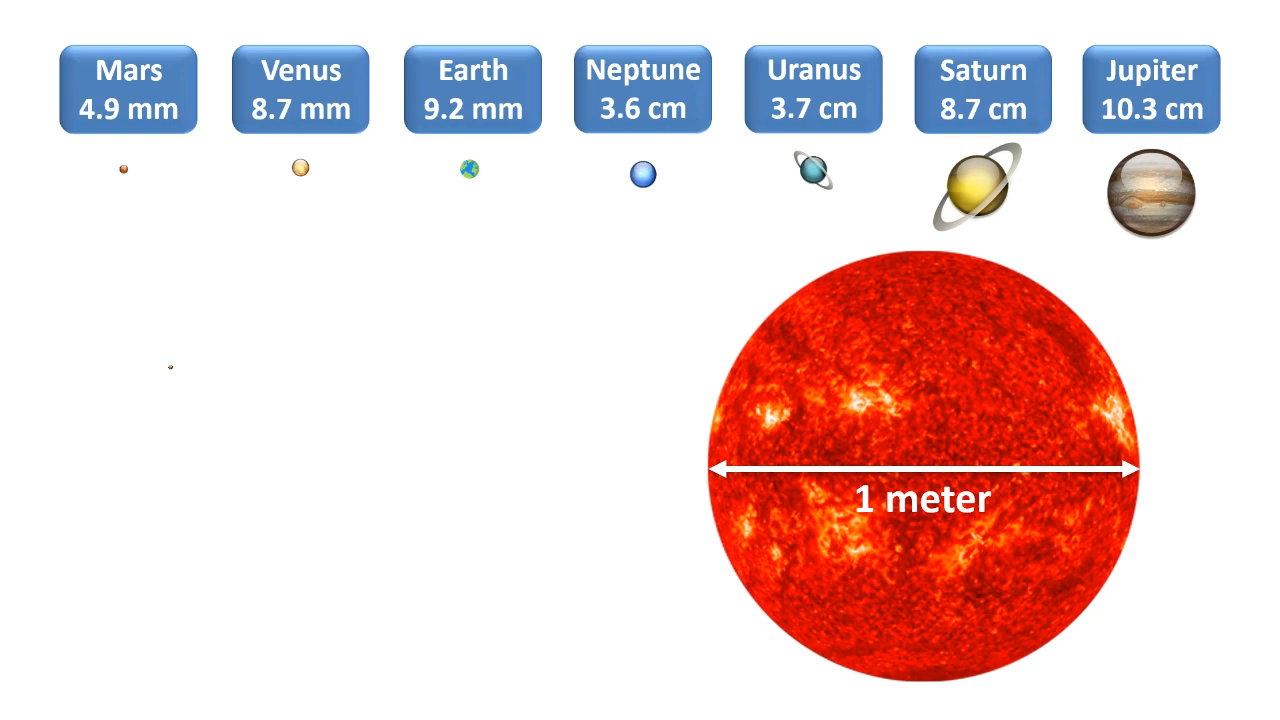 Mars
4.9 mm
Venus
8.7 mm
Earth
9.2 mm
Neptune
3.6 cm
Uranus
3.7 cm
Saturn
8.7 cm
Jupiter
10.3 cm
1 meter